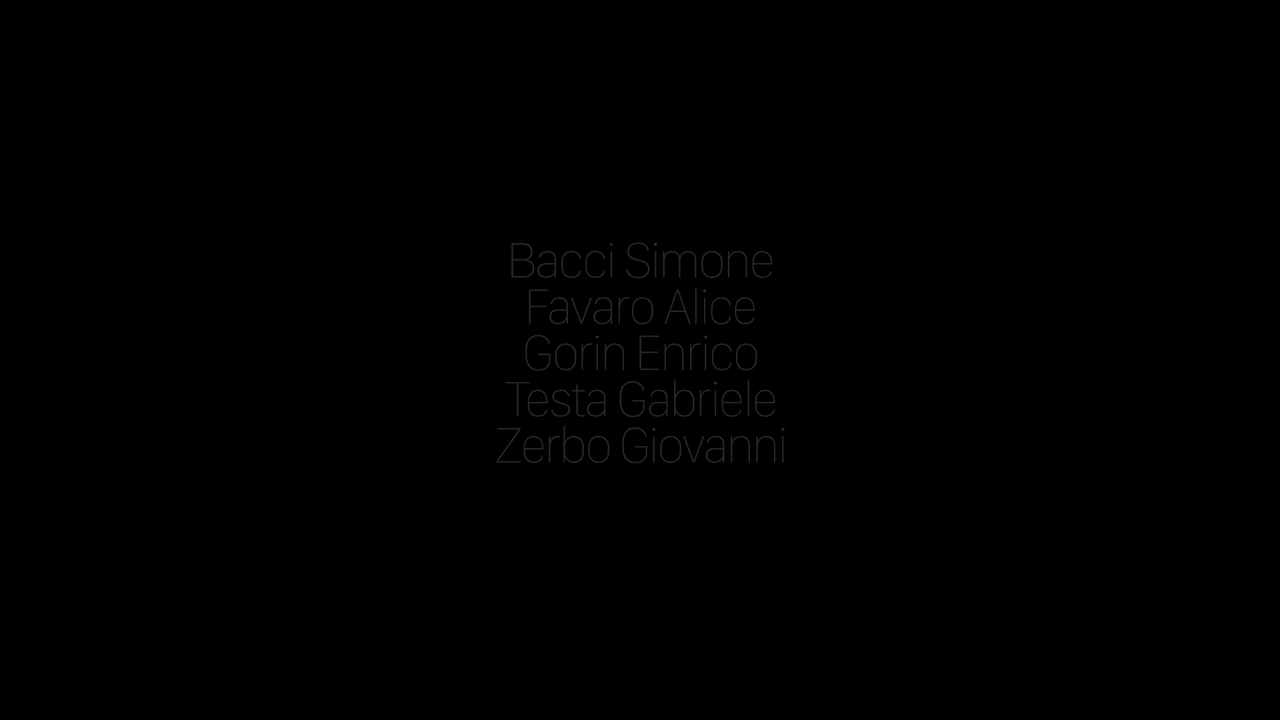 Bacci Simone
Favaro Alice
Gorin Enrico
Testa Gabriele
Zerbo Giovanni